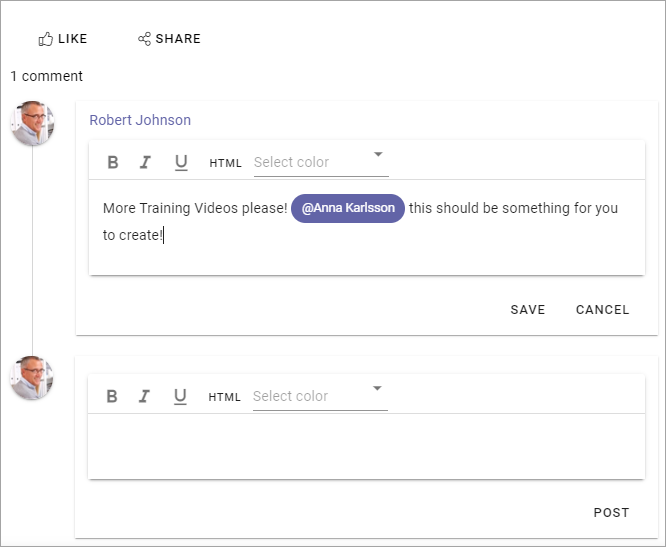 LIKE SHARE
1 comment
Robert Johnson
B I U HTML Select color
More Training Videos please! @Anna Karlsson this should be something for you
to create!
SAVE CANCEL
B I U HTML Select color
POST